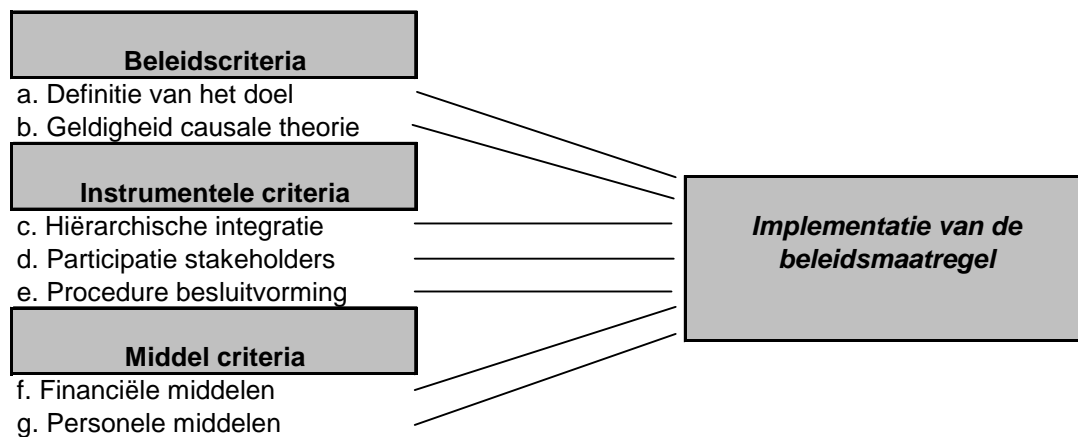 Beleidscriteria
a. Definitie van het doel
b. Geldigheid causale theorie
Instrumentele criteria
c. Hiërarchische integratie
d. Participatie stakeholders
e. Procedure besluitvorming
Middel criteria
f. Financiële middelen
g. Personele middelen
Implementatie van de
beleidsmaatregel